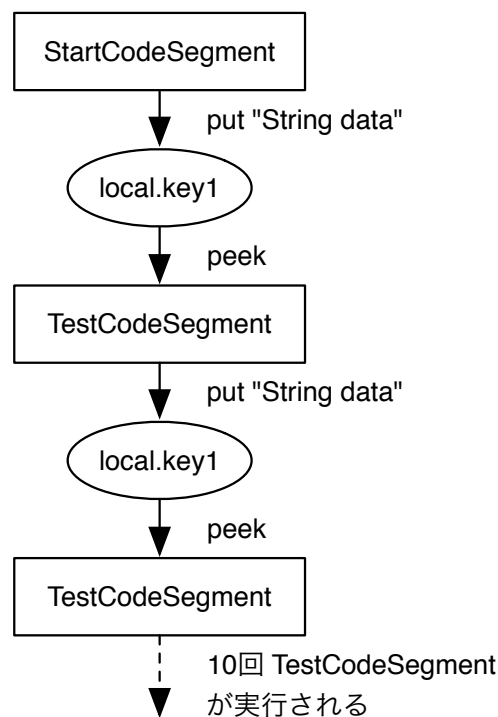 StartCodeSegment
put "String data"
local.key1
peek
TestCodeSegment
put "String data"
local.key1
peek
TestCodeSegment
10回 TestCodeSegment
が実行される